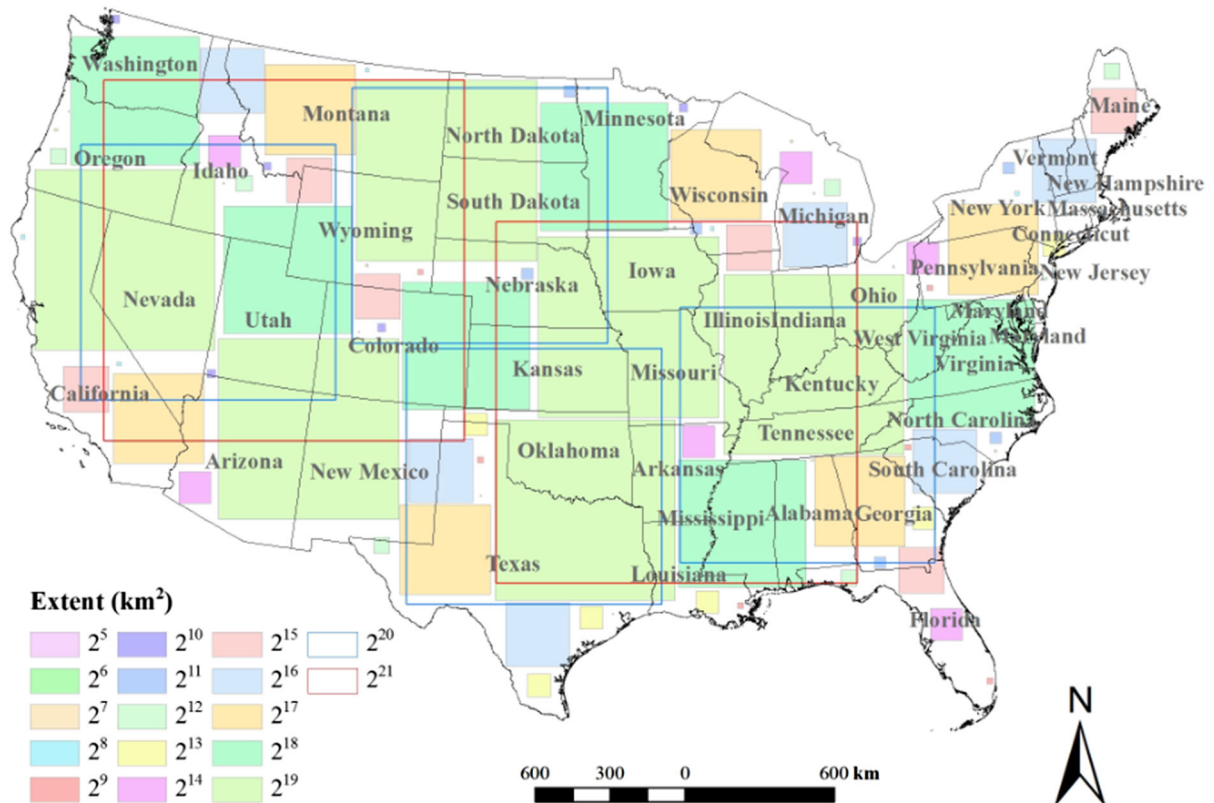 Washington
Montana
Maine
North Dakota
Minnesota
Oregon
Idaho
Vermont
Wisconsin
New Hampshire
South Dakota
Wyoming
Michigan
New York Massachusetts
Connecticut
Pennsylvania
New Jersey
Iowa
Nebraska
Nevada
Ohio
Utah
Illinois Indiana
Maryland
Colorado
West Virginia
Maryland
Virginia
Kansas
Missouri
Kentucky
California
North Carolina
Tennessee
Oklahoma
Arizona
New Mexico
Arkansas
South Carolina
Mississippi
Alabama
Georgia
Texas
Louisiana
Florida
Extent (km²)
2⁵ 2¹⁰ 2¹⁵ 2²⁰
2⁶ 2¹¹ 2¹⁶ 2²¹
2⁷ 2¹² 2¹⁷
2⁸ 2¹³ 2¹⁸
2⁹ 2¹⁴ 2¹⁹
N
600 300 0 600 km